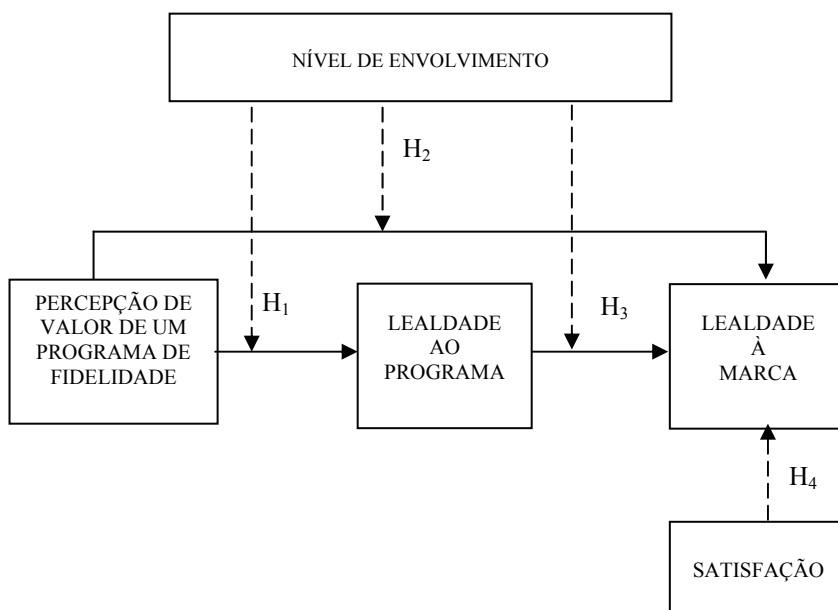 NÍVEL DE ENVOLVIMENTO
H₂
PERCEPÇÃO DE
VALOR DE UM
PROGRAMA DE
FIDELIDADE
H₁
LEALDADE
AO
PROGRAMA
H₃
LEALDADE
À
MARCA
H₄
SATISFAÇÃO